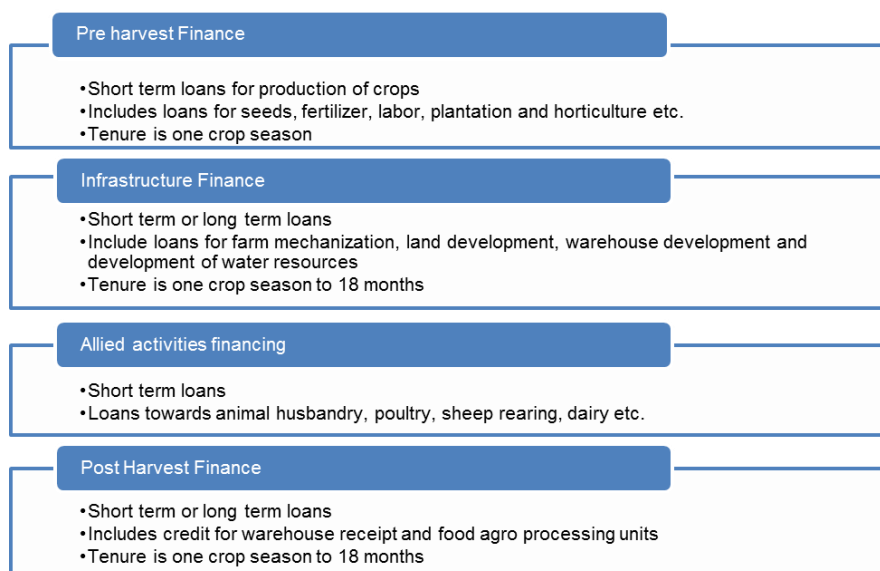 Pre harvest Finance
•Short term loans for production of crops
•Includes loans for seeds, fertilizer, labor, plantation and horticulture etc.
•Tenure is one crop season
Infrastructure Finance
•Short term or long term loans
•Include loans for farm mechanization, land development, warehouse development and
development of water resources
•Tenure is one crop season to 18 months
Allied activities financing
•Short term loans
•Loans towards animal husbandry, poultry, sheep rearing, dairy etc.
Post Harvest Finance
•Short term or long term loans
•Includes credit for warehouse receipt and food agro processing units
•Tenure is one crop season to 18 months